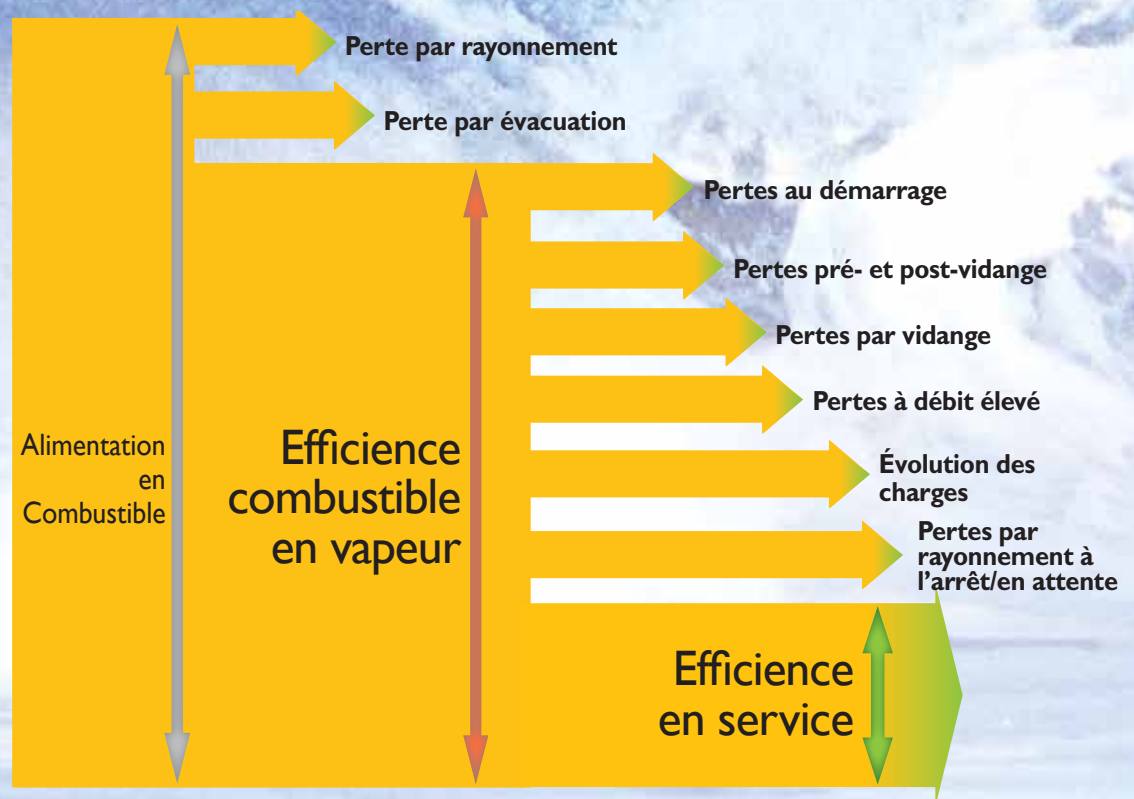 Perte par rayonnement
Perte par évacuation
Pertes au démarrage
Pertes pré- et post-vidange
Pertes par vidange
Pertes à débit élevé
Évolution des
charges
Pertes par
rayonnement à
l’arrêt/en attente
Alimentation
en
Combustible
Efficience
combustible
en vapeur
Efficience
en service